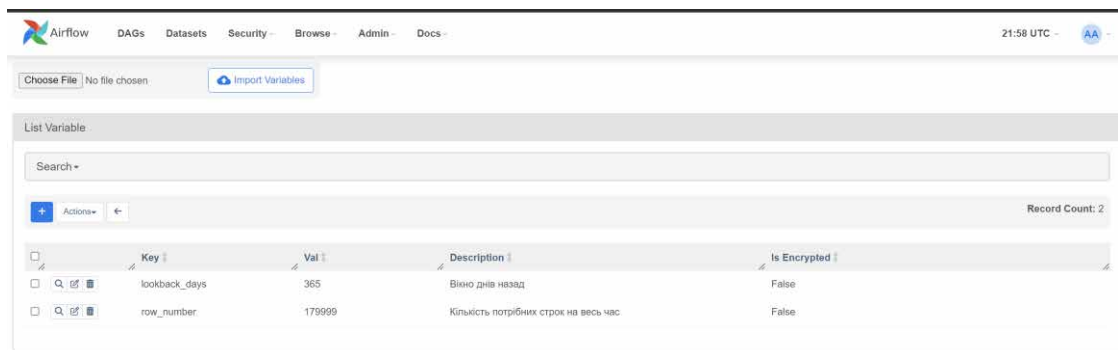 Airflow DAGs Datasets Security Browse Admin Docs 21:58 UTC AA
Choose File No file chosen Import Variables
List Variable
Search
+ Actions Record Count: 2
Key Val Description Is Encrypted
lookback_days 365 Вікно днів назад False
row_number 179999 Кількість потрібних строк на весь час False